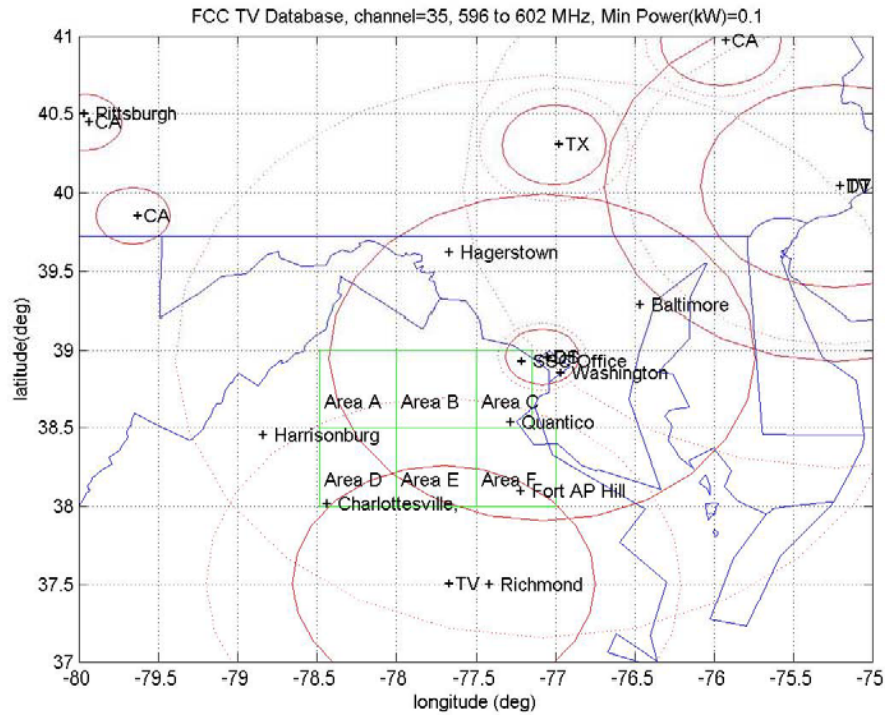 FCC TV Database, channel=35, 596 to 602 MHz, Min Power(kW)=0.1
latitude(deg)
41
40.5
40
39.5
39
38.5
38
37.5
37
CA
Pittsburgh
CA
TX
CA
Hagerstown
Baltimore
Office
Washington
Area A
Area B
Area C
Quantico
Harrisonburg
Area D
Area E
Area F
Fort AP Hill
Charlottesville,
TV
Richmond
-80
-79.5
-79
-78.5
-78
-77.5
-77
-76.5
-76
-75.5
-75
longitude (deg)